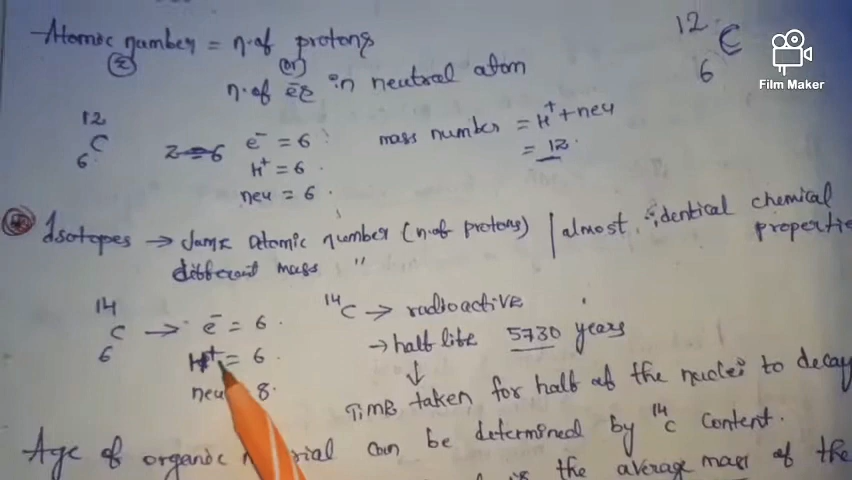 Atomic number = n.of protons
(Z) (or)
n.of e̅s in neutral atom
12
C
6
Film Maker
12
C
6
Z = 6 e⁻ = 6
H⁺ = 6
neu = 6
mass number = H⁺ + neu
= 12
Isotopes → Same Atomic number (n.of protons) | almost identical chemical
different mass " propertie
14
C → e̅ = 6
6
H⁺ = 6
neu 8
¹⁴C → radioactive
→ half life 5730 years
↓
Time taken for half of the nuclei to decay
Age of organic rial can be determined by ¹⁴C content.
the average mass of the